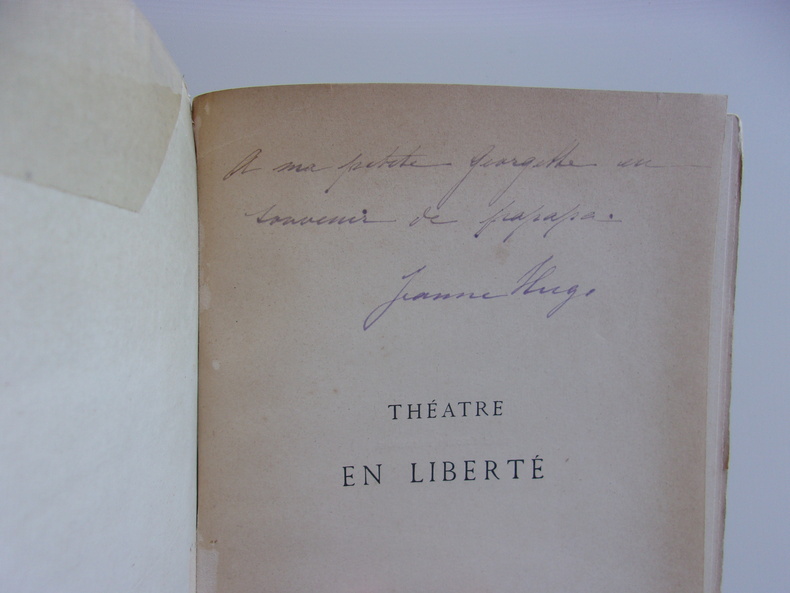 A ma petite Georgette en
souvenir de papapa.
Jeanne Hugo
THÉATRE
EN LIBERTÉ